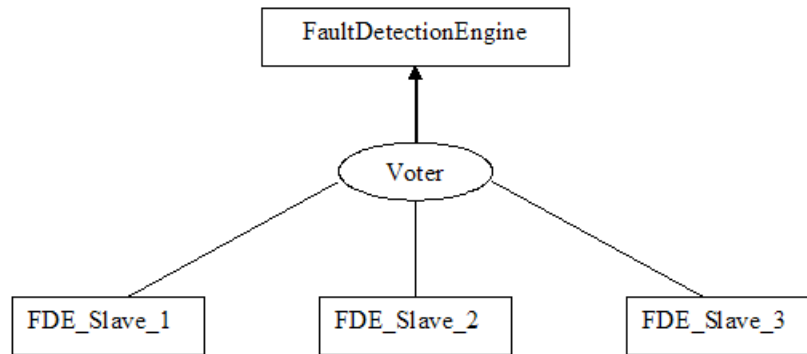 FaultDetectionEngine
Voter
FDE_Slave_1
FDE_Slave_2
FDE_Slave_3